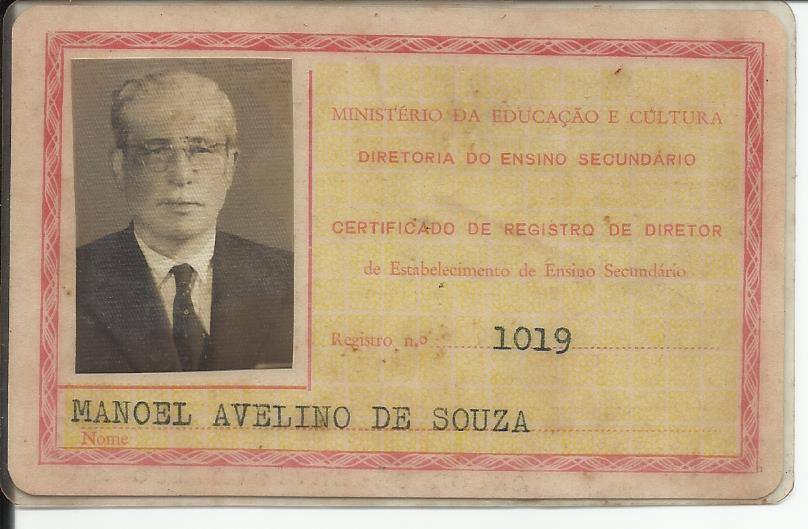 MINISTÉRIO DA EDUCAÇÃO E CULTURA
DIRETORIA DO ENSINO SECUNDÁRIO
CERTIFICADO DE REGISTRO DE DIRETOR
de Estabelecimento de Ensino Secundário
Registro n.º 1019
MANOEL AVELINO DE SOUZA
Nome